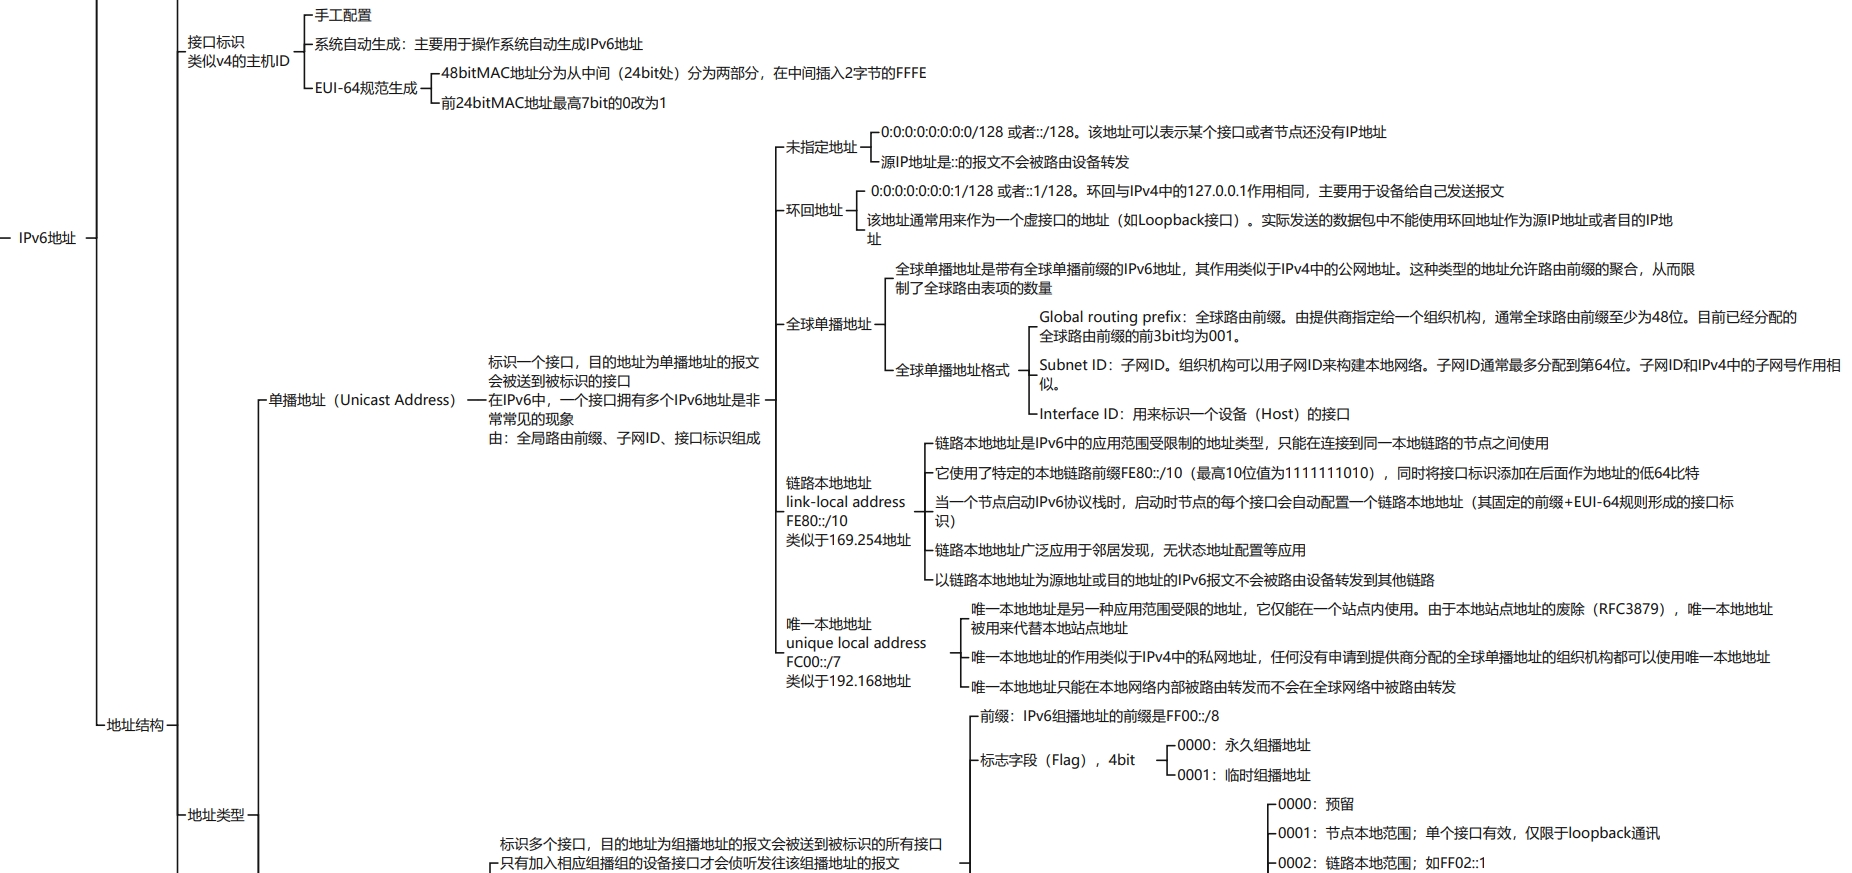 手工配置
接口标识
类似v4的主机ID
系统自动生成：主要用于操作系统自动生成IPv6地址
EUI-64规范生成
48bitMAC地址分为从中间（24bit处）分为两部分，在中间插入2字节的FFFE
前24bitMAC地址最高7bit的0改为1
未指定地址
0:0:0:0:0:0:0:0/128 或者::/128。该地址可以表示某个接口或者节点还没有IP地址
源IP地址是::的报文不会被路由设备转发
环回地址
0:0:0:0:0:0:0:1/128 或者::1/128。环回与IPv4中的127.0.0.1作用相同，主要用于设备给自己发送报文
该地址通常用来作为一个虚接口的地址（如Loopback接口）。实际发送的数据包中不能使用环回地址作为源IP地址或者目的IP地
址
IPv6地址
全球单播地址
全球单播地址是带有全球单播前缀的IPv6地址，其作用类似于IPv4中的公网地址。这种类型的地址允许路由前缀的聚合，从而限
制了全球路由表项的数量
全球单播地址格式
Global routing prefix：全球路由前缀。由提供商指定给一个组织机构，通常全球路由前缀至少为48位。目前已经分配的
全球路由前缀的前3bit均为001。
Subnet ID：子网ID。组织机构可以用子网ID来构建本地网络。子网ID通常最多分配到第64位。子网ID和IPv4中的子网号作用相
似。
Interface ID：用来标识一个设备（Host）的接口
单播地址（Unicast Address）
标识一个接口，目的地址为单播地址的报文
会被送到被标识的接口
在IPv6中，一个接口拥有多个IPv6地址是非
常常见的现象
由：全局路由前缀、子网ID、接口标识组成
链路本地地址
link-local address
FE80::/10
类似于169.254地址
链路本地地址是IPv6中的应用范围受限制的地址类型，只能在连接到同一本地链路的节点之间使用
它使用了特定的本地链路前缀FE80::/10（最高10位值为1111111010），同时将接口标识添加在后面作为地址的低64比特
当一个节点启动IPv6协议栈时，启动时节点的每个接口会自动配置一个链路本地地址（其固定的前缀+EUI-64规则形成的接口标
识）
链路本地地址广泛应用于邻居发现，无状态地址配置等应用
以链路本地地址为源地址或目的地址的IPv6报文不会被路由设备转发到其他链路
唯一本地地址
unique local address
FC00::/7
类似于192.168地址
唯一本地地址是另一种应用范围受限的地址，它仅能在一个站点内使用。由于本地站点地址的废除（RFC3879），唯一本地地址
被用来代替本地站点地址
唯一本地地址的作用类似于IPv4中的私网地址，任何没有申请到提供商分配的全球单播地址的组织机构都可以使用唯一本地地址
唯一本地地址只能在本地网络内部被路由转发而不会在全球网络中被路由转发
地址结构
地址类型
前缀：IPv6组播地址的前缀是FF00::/8
标志字段（Flag），4bit
0000：永久组播地址
0001：临时组播地址
标识多个接口，目的地址为组播地址的报文会被送到被标识的所有接口
只有加入相应组播组的设备接口才会侦听发往该组播地址的报文
0000：预留
0001：节点本地范围；单个接口有效，仅限于loopback通讯
0002：链路本地范围；如FF02::1